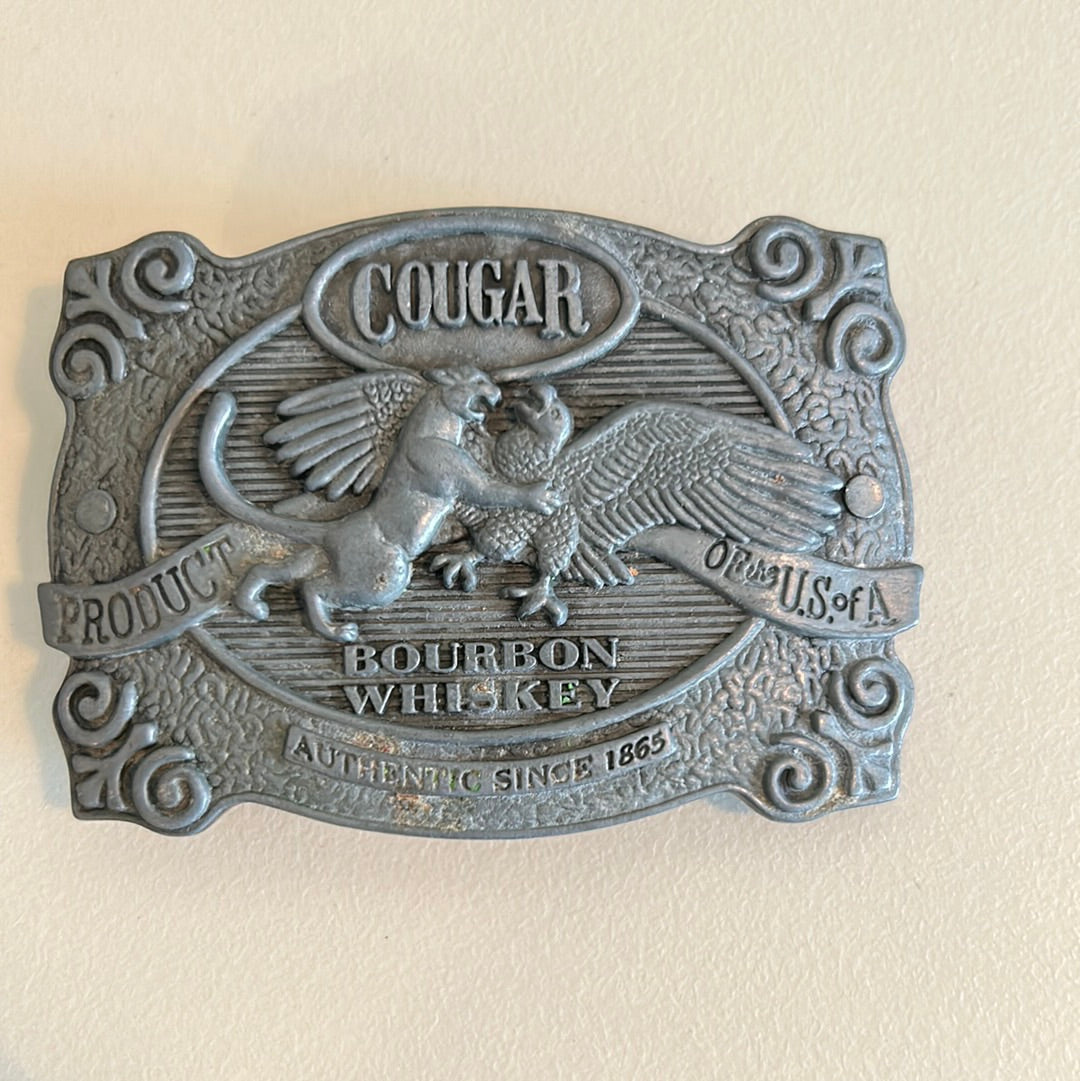 COUGAR
PRODUCT
OF the U.S. of A
BOURBON
WHISKEY
AUTHENTIC SINCE 1865